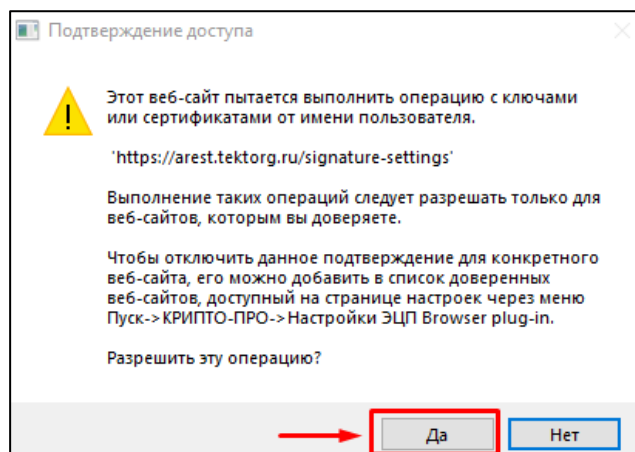 Подтверждение доступа
Этот веб-сайт пытается выполнить операцию с ключами
или сертификатами от имени пользователя.
'https://arest.tektorg.ru/signature-settings'
Выполнение таких операций следует разрешать только для
веб-сайтов, которым вы доверяете.
Чтобы отключить данное подтверждение для конкретного
веб-сайта, его можно добавить в список доверенных
веб-сайтов, доступный на странице настроек через меню
Пуск->КРИПТО-ПРО->Настройки ЭЦП Browser plug-in.
Разрешить эту операцию?
Да Нет